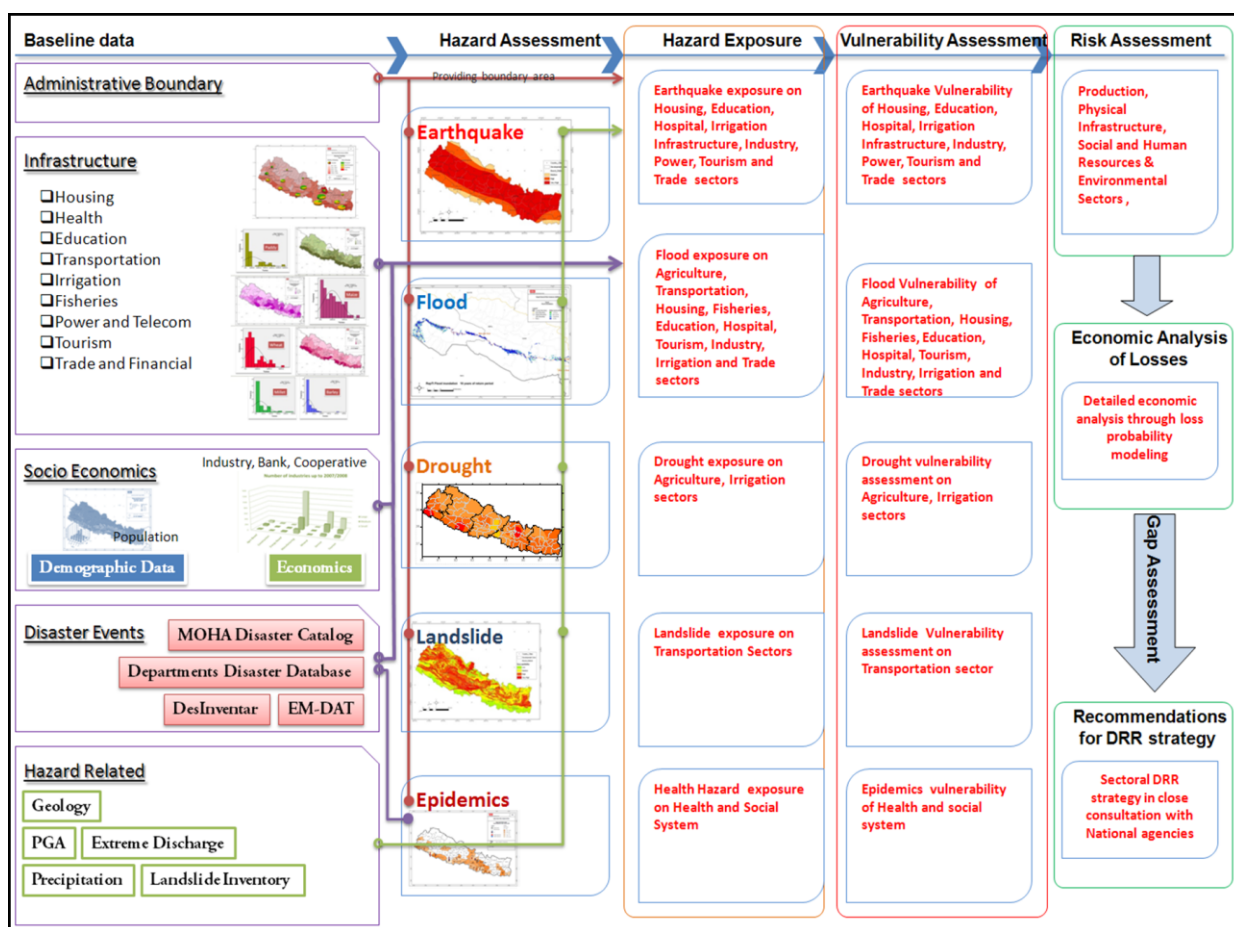 Baseline data
Hazard Assessment
Hazard Exposure
Vulnerability Assessment
Risk Assessment
Administrative Boundary
Providing boundary area
Infrastructure
Housing
Health
Education
Transportation
Irrigation
Fisheries
Power and Telecom
Tourism
Trade and Financial
Socio Economics
Industry, Bank, Cooperative
Number of industries up to 2007/2008
Population
Demographic Data
Economics
Disaster Events
MOHA Disaster Catalog
Departments Disaster Database
DesInventar
EM-DAT
Hazard Related
Geology
PGA
Extreme Discharge
Precipitation
Landslide Inventory
Earthquake
Flood
Drought
Landslide
Epidemics
Earthquake exposure on
Housing, Education,
Hospital, Irrigation
Infrastructure, Industry,
Power, Tourism and
Trade sectors
Flood exposure on
Agriculture,
Transportation,
Housing, Fisheries,
Education, Hospital,
Tourism, Industry,
Irrigation and Trade
sectors
Drought exposure on
Agriculture, Irrigation
sectors
Landslide exposure on
Transportation Sectors
Health Hazard exposure
on Health and Social
System
Earthquake Vulnerability
of Housing, Education,
Hospital, Irrigation
Infrastructure, Industry,
Power, Tourism and
Trade sectors
Flood Vulnerability of
Agriculture,
Transportation, Housing,
Fisheries, Education,
Hospital, Tourism,
Industry, Irrigation and
Trade sectors
Drought vulnerability
assessment on
Agriculture, Irrigation
sectors
Landslide Vulnerability
assessment on
Transportation sector
Epidemics vulnerability
of Health and social
system
Production,
Physical
Infrastructure,
Social and Human
Resources &
Environmental
Sectors ,
Economic Analysis
of Losses
Detailed economic
analysis through loss
probability
modeling
Gap Assessment
Recommendations
for DRR strategy
Sectoral DRR
strategy in close
consultation with
National agencies